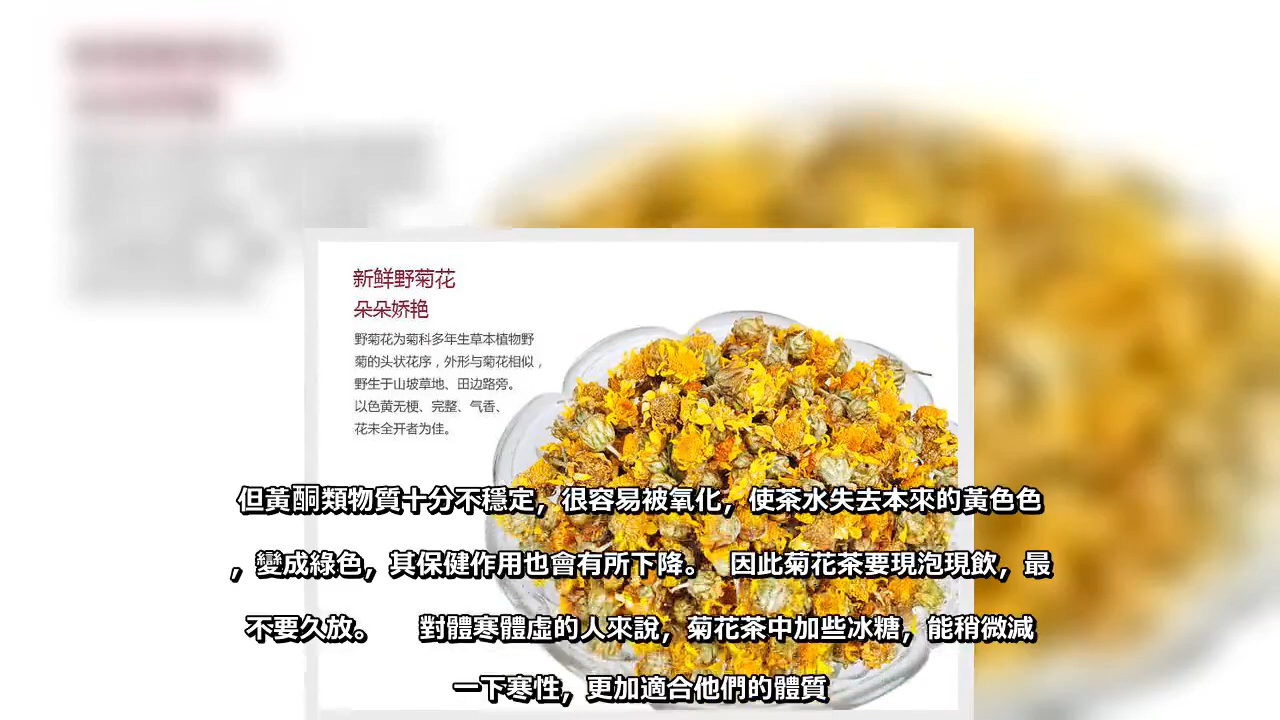 新鲜野菊花
朵朵娇艳
野菊花为菊科多年生草本植物野
菊的头状花序，外形与菊花相似，
野生于山坡草地、田边路旁。
以色黄无梗、完整、气香、
花未全开者为佳。
但黃酮類物質十分不穩定，很容易被氧化，使茶水失去本來的黃色色
，變成綠色，其保健作用也會有所下降。 因此菊花茶要現泡現飲，最
不要久放。 對體寒體虛的人來說，菊花茶中加些冰糖，能稍微減
一下寒性，更加適合他們的體質